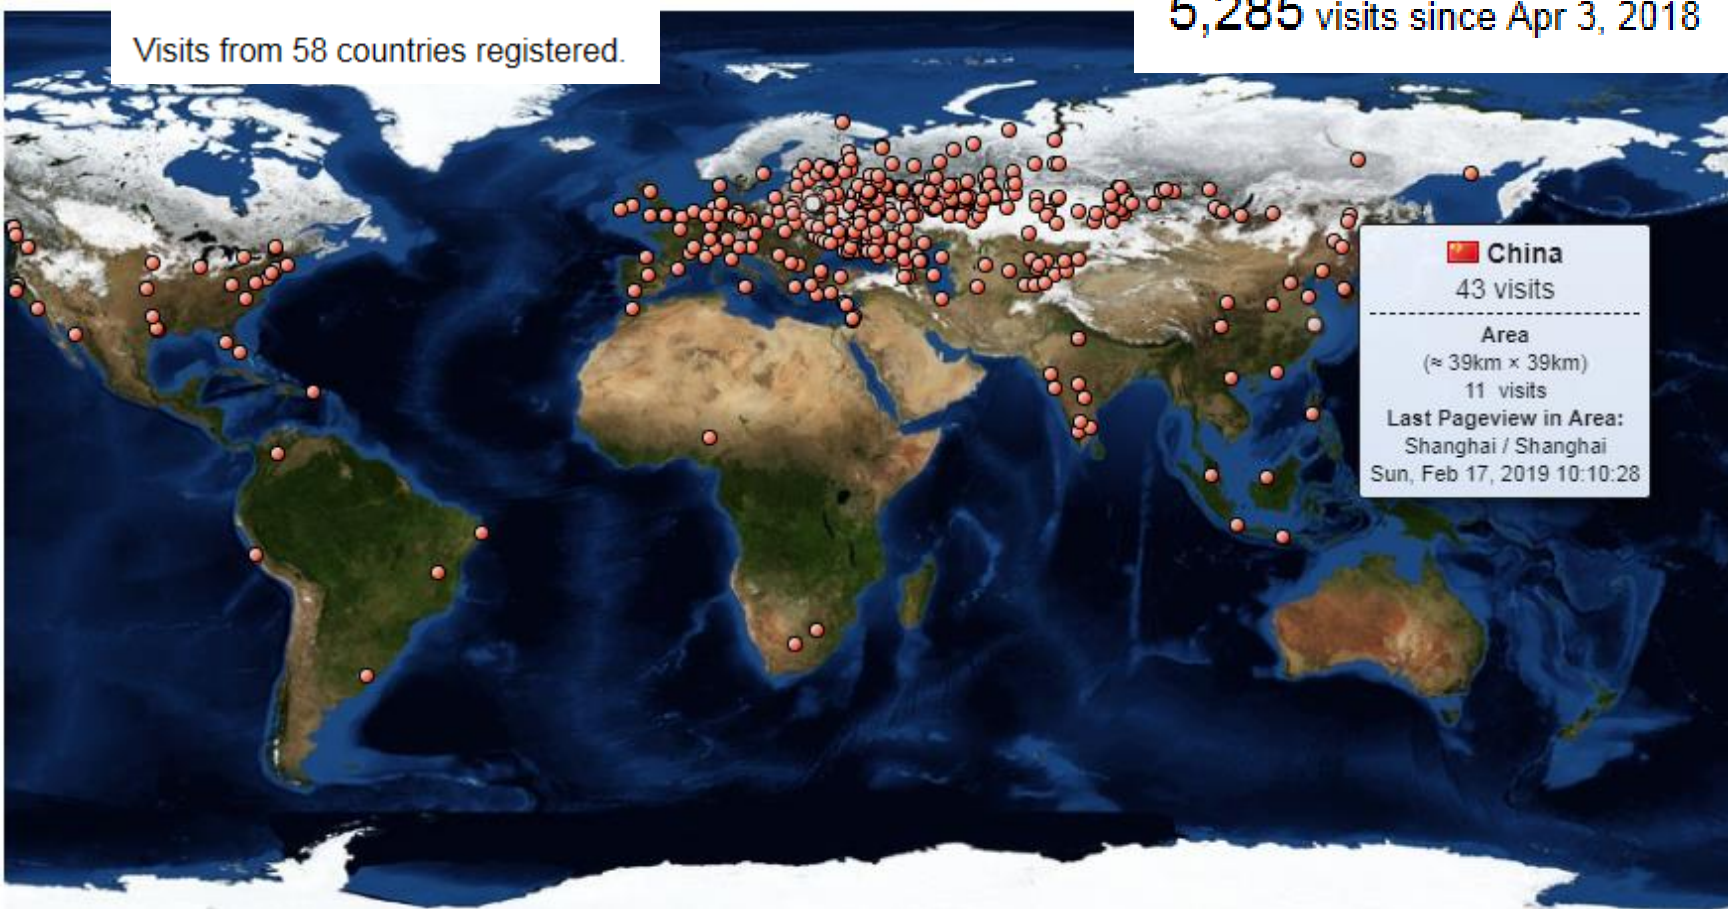 5,285 visits since Apr 3, 2018
Visits from 58 countries registered.
China
43 visits
Area
(≈ 39km × 39km)
11 visits
Last Pageview in Area:
Shanghai / Shanghai
Sun, Feb 17, 2019 10:10:28